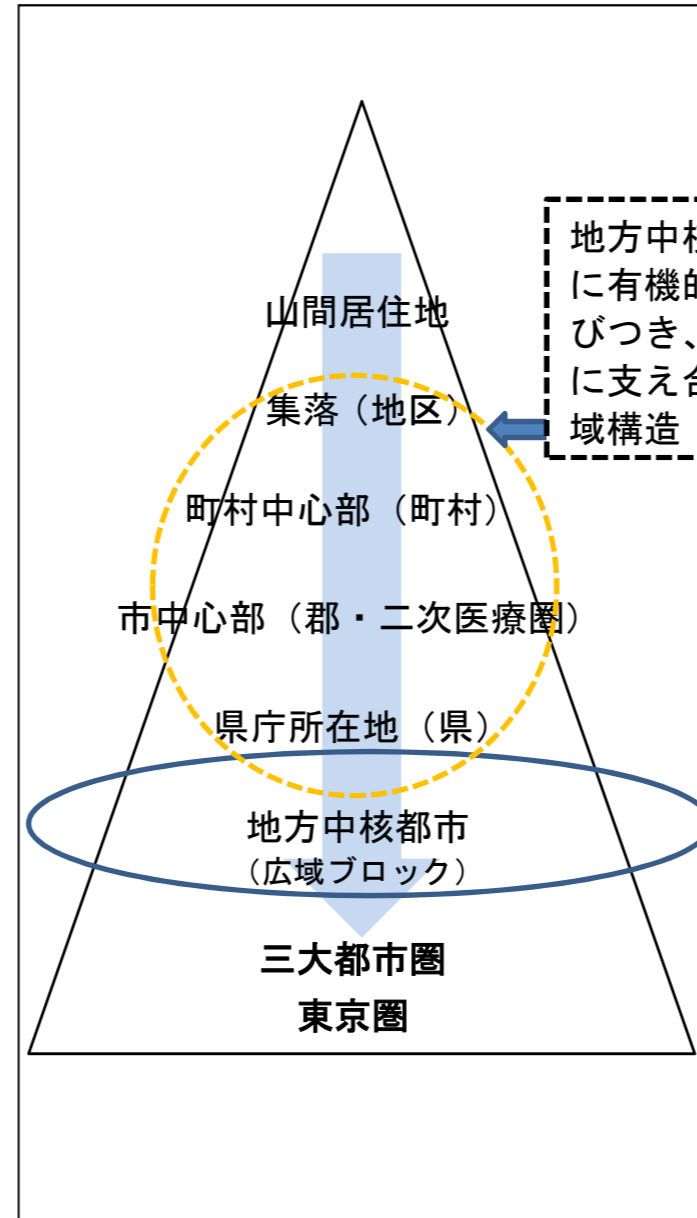 山間居住地
集落（地区）
町村中心部（町村）
市中心部（郡・二次医療圏）
県庁所在地（県）
地方中核都市
（広域ブロック）
三大都市圏
東京圏
地方中核
に有機的
びつき、
に支え合
域構造